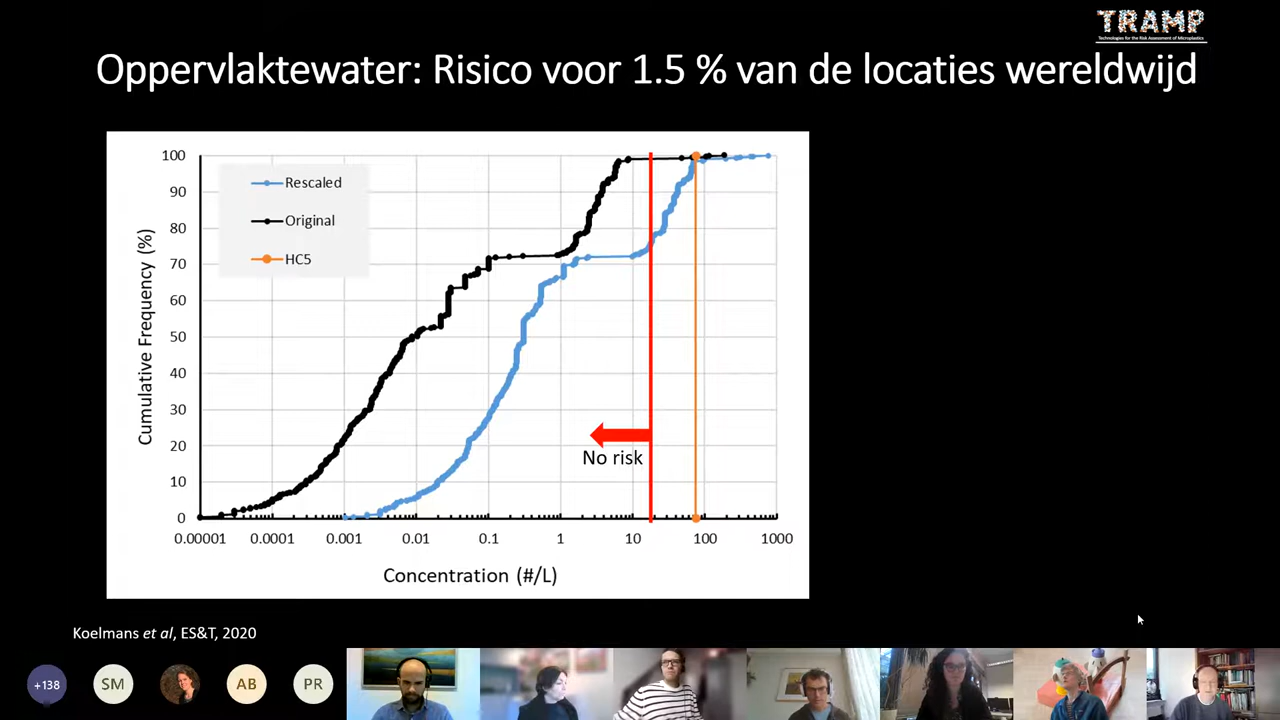 TRAMP
Technologies for the Risk Assessment of Microplastics
Oppervlaktewater: Risico voor 1.5 % van de locaties wereldwijd
100
90
80
70
60
50
40
30
20
10
0
Cumulative Frequency (%)
Rescaled
Original
HC5
No risk
0.00001 0.0001 0.001 0.01 0.1 1 10 100 1000
Concentration (#/L)
Koelmans et al, ES&T, 2020
+138 SM AB PR